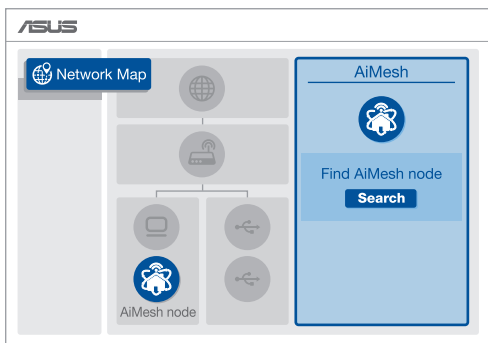 ASUS
Network Map
AiMesh node
AiMesh
Find AiMesh node
Search